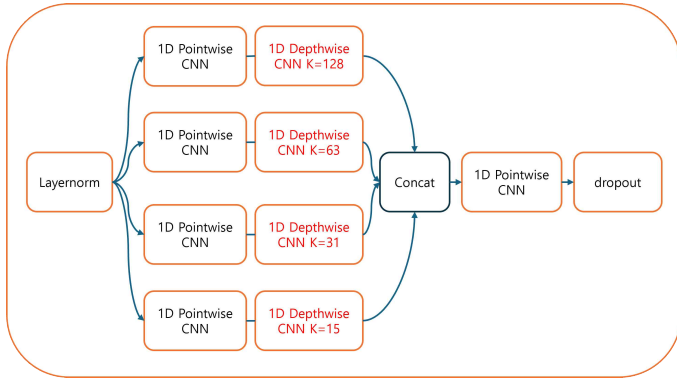 Layernorm
1D Pointwise
CNN
1D Depthwise
CNN K=128
1D Pointwise
CNN
1D Depthwise
CNN K=63
1D Pointwise
CNN
1D Depthwise
CNN K=31
1D Pointwise
CNN
1D Depthwise
CNN K=15
Concat
1D Pointwise
CNN
dropout